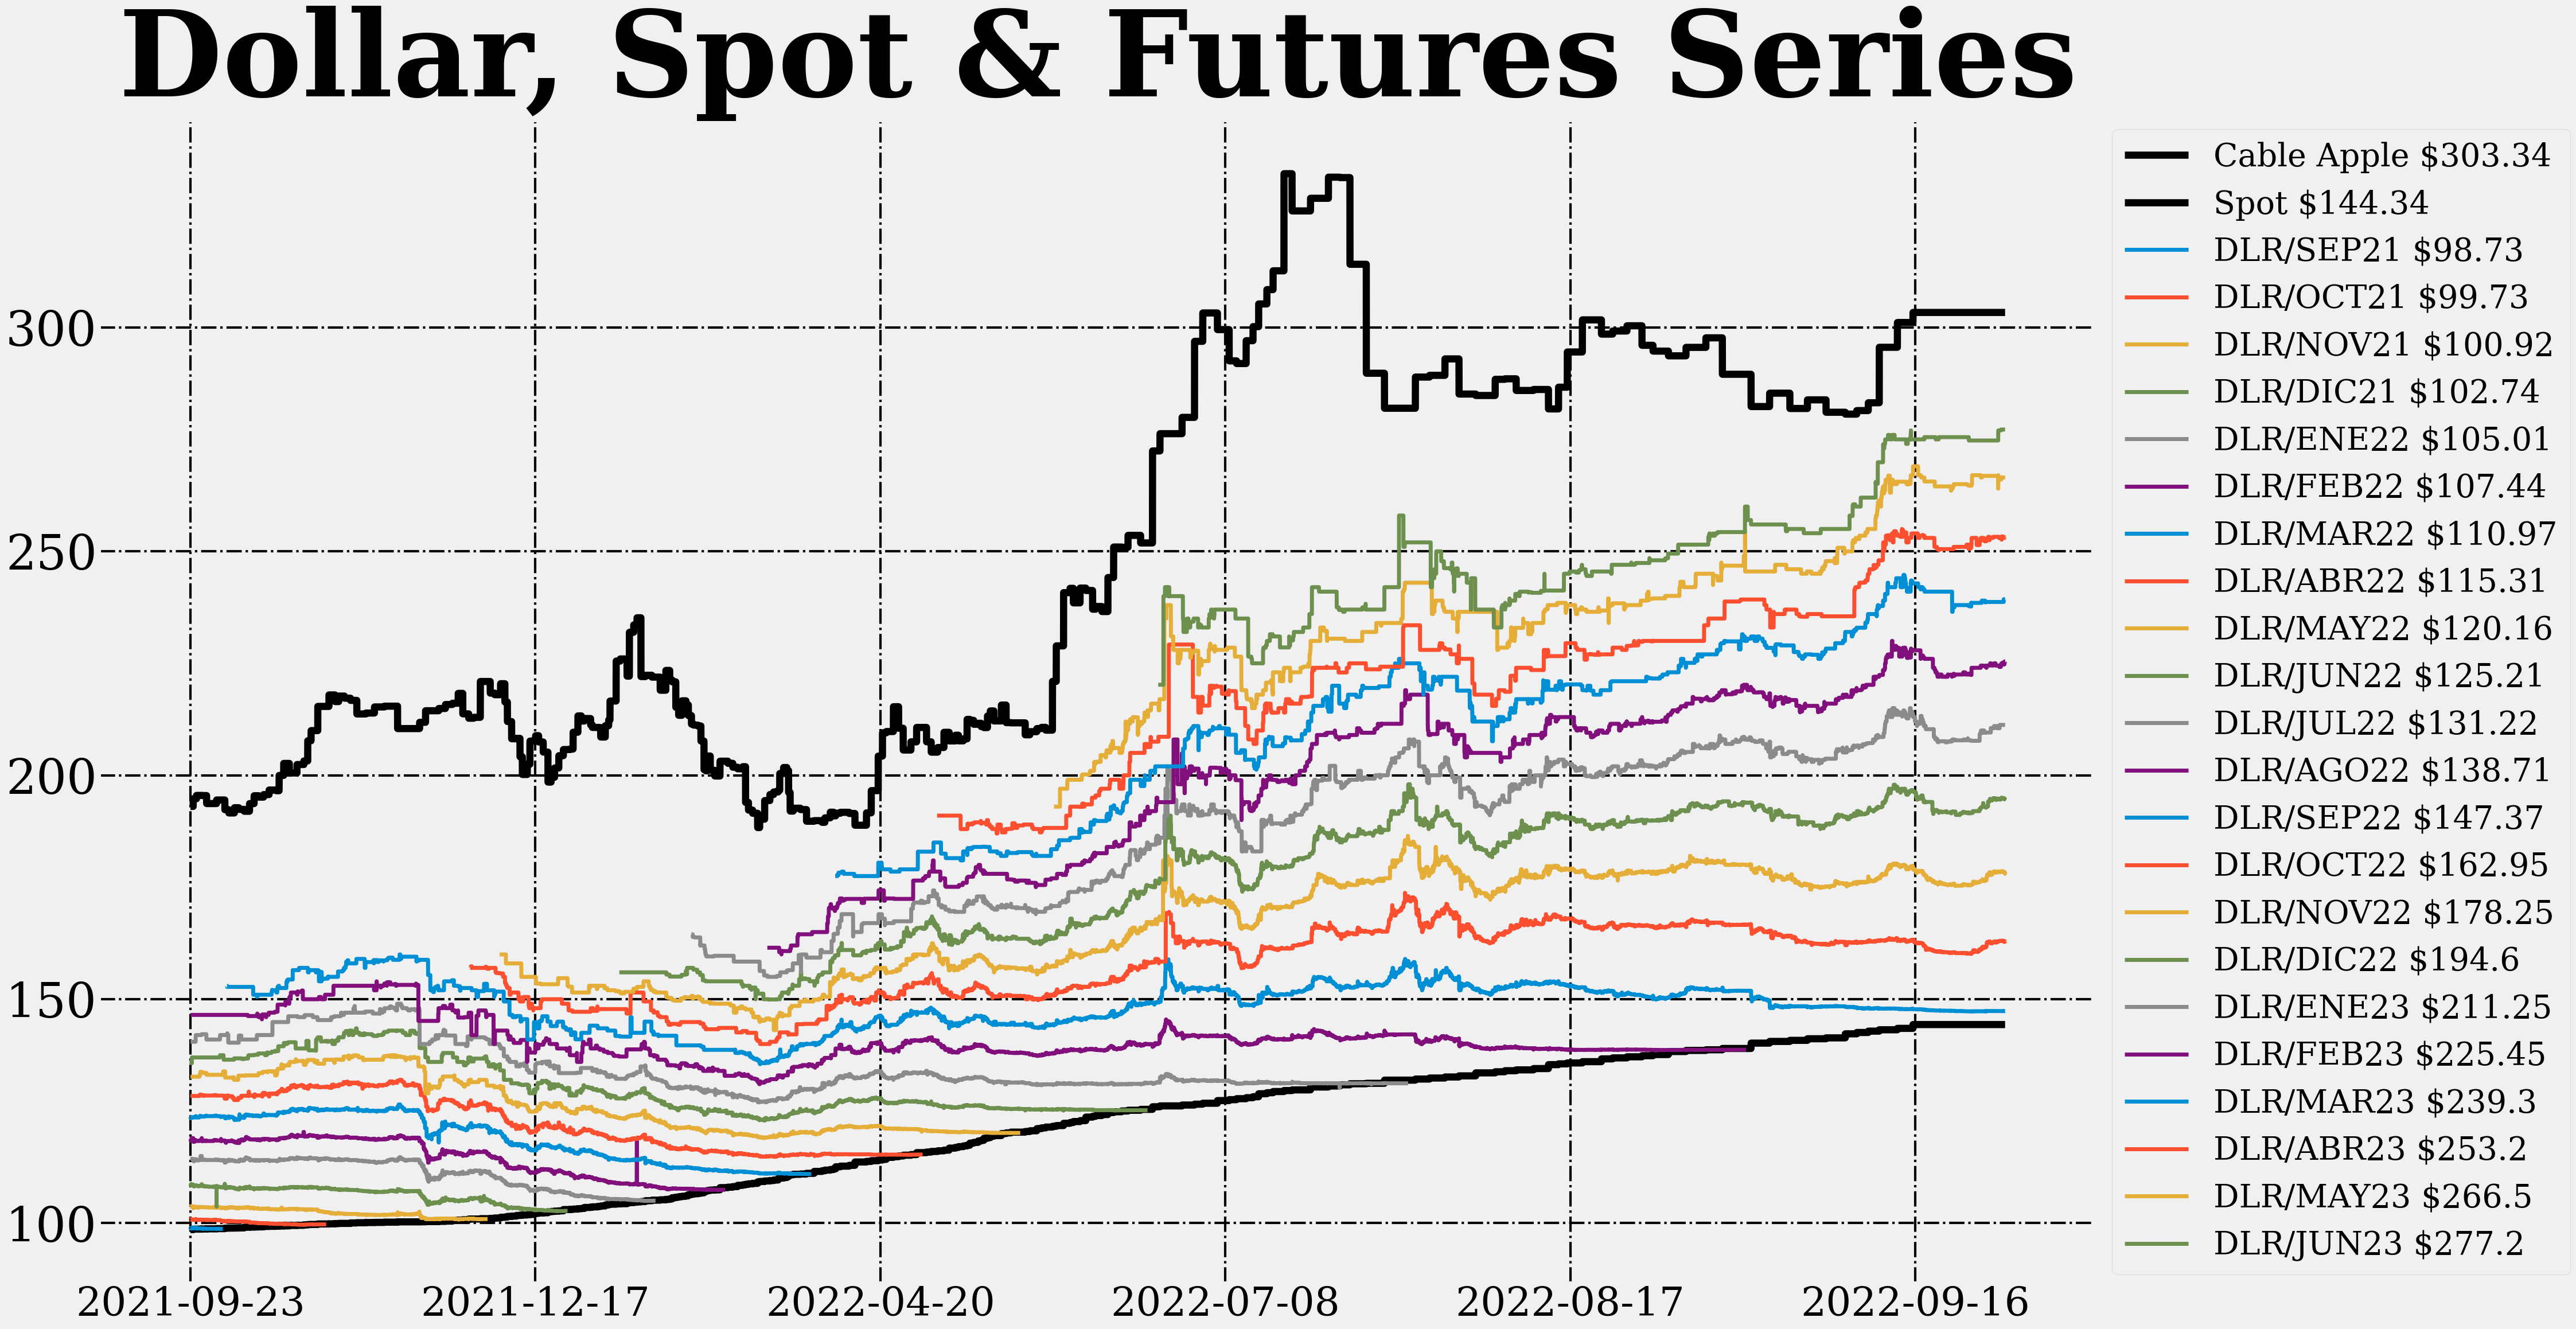 Dollar, Spot & Futures Series
300
250
200
150
100
2021-09-23
2021-12-17
2022-04-20
2022-07-08
2022-08-17
2022-09-16
Cable Apple $303.34
Spot $144.34
DLR/SEP21 $98.73
DLR/OCT21 $99.73
DLR/NOV21 $100.92
DLR/DIC21 $102.74
DLR/ENE22 $105.01
DLR/FEB22 $107.44
DLR/MAR22 $110.97
DLR/ABR22 $115.31
DLR/MAY22 $120.16
DLR/JUN22 $125.21
DLR/JUL22 $131.22
DLR/AGO22 $138.71
DLR/SEP22 $147.37
DLR/OCT22 $162.95
DLR/NOV22 $178.25
DLR/DIC22 $194.6
DLR/ENE23 $211.25
DLR/FEB23 $225.45
DLR/MAR23 $239.3
DLR/ABR23 $253.2
DLR/MAY23 $266.5
DLR/JUN23 $277.2